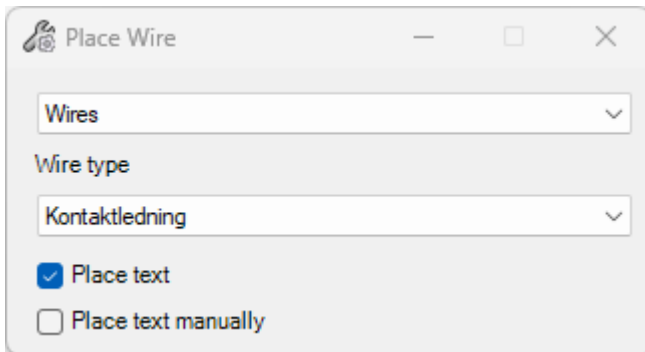 Place Wire
Wires
Wire type
Kontaktledning
Place text
Place text manually